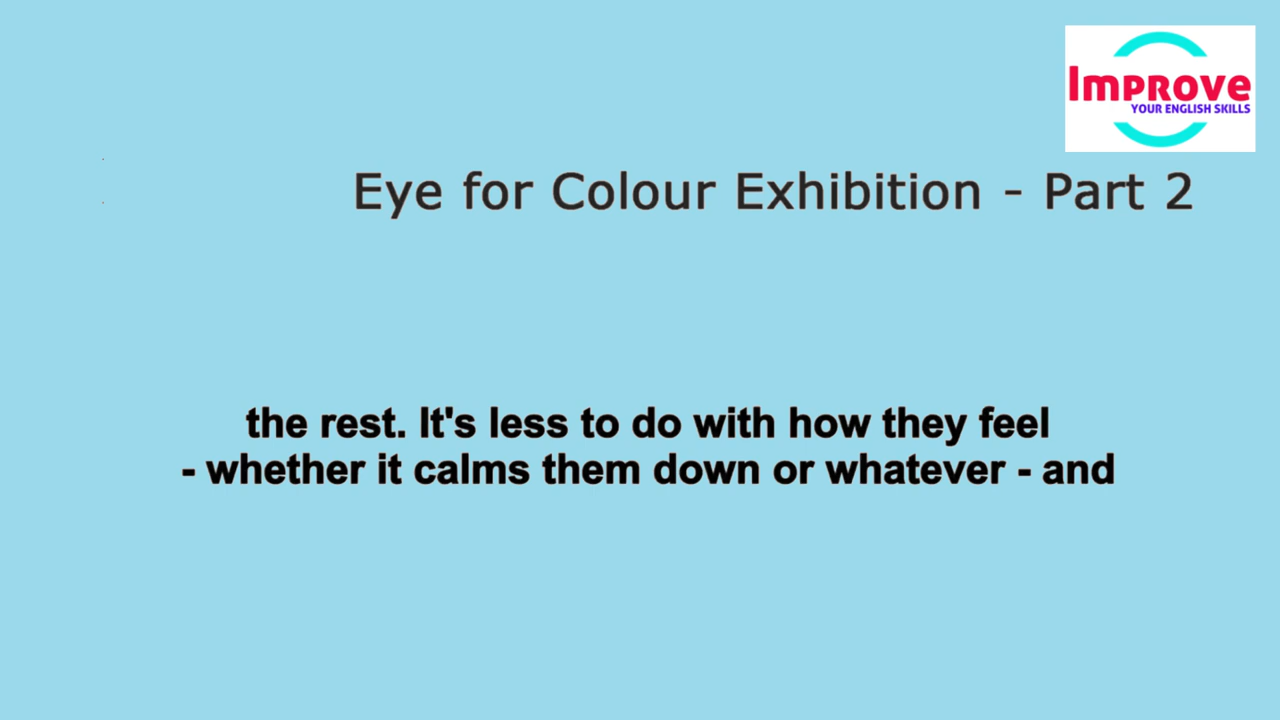 Improve
YOUR ENGLISH SKILLS
Eye for Colour Exhibition - Part 2
the rest. It's less to do with how they feel
- whether it calms them down or whatever - and